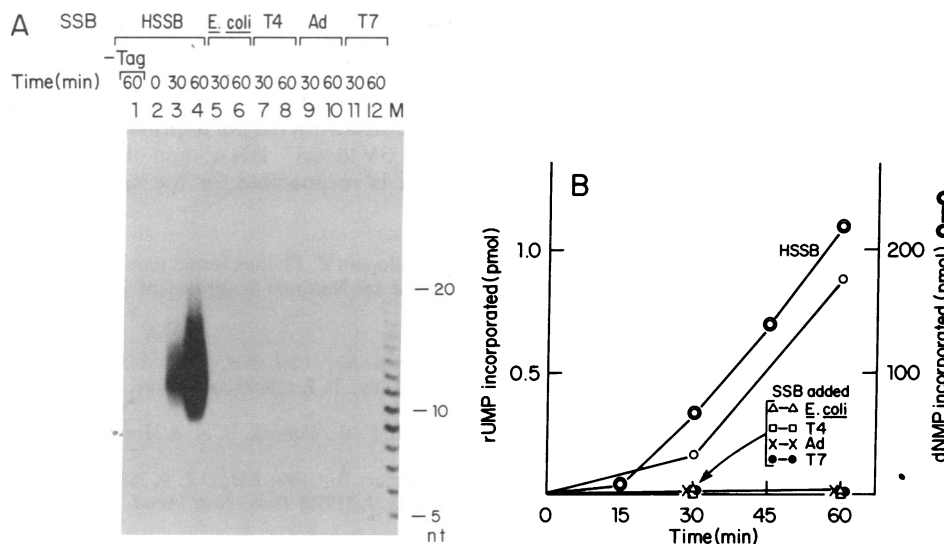 A SSB HSSB E. coli T4 Ad T7
-Tag
Time(min) 60 0 30 60 30 60 30 60 30 60 30 60
1 2 3 4 5 6 7 8 9 10 11 12 M
20
10
5
nt
B
rUMP incorporated(pmol)
1.0
0.5
HSSB
SSB added
E. coli
T4
Ad
T7
200
100
dNMP incorporated (pmol)
0 15 30 45 60
Time(min)